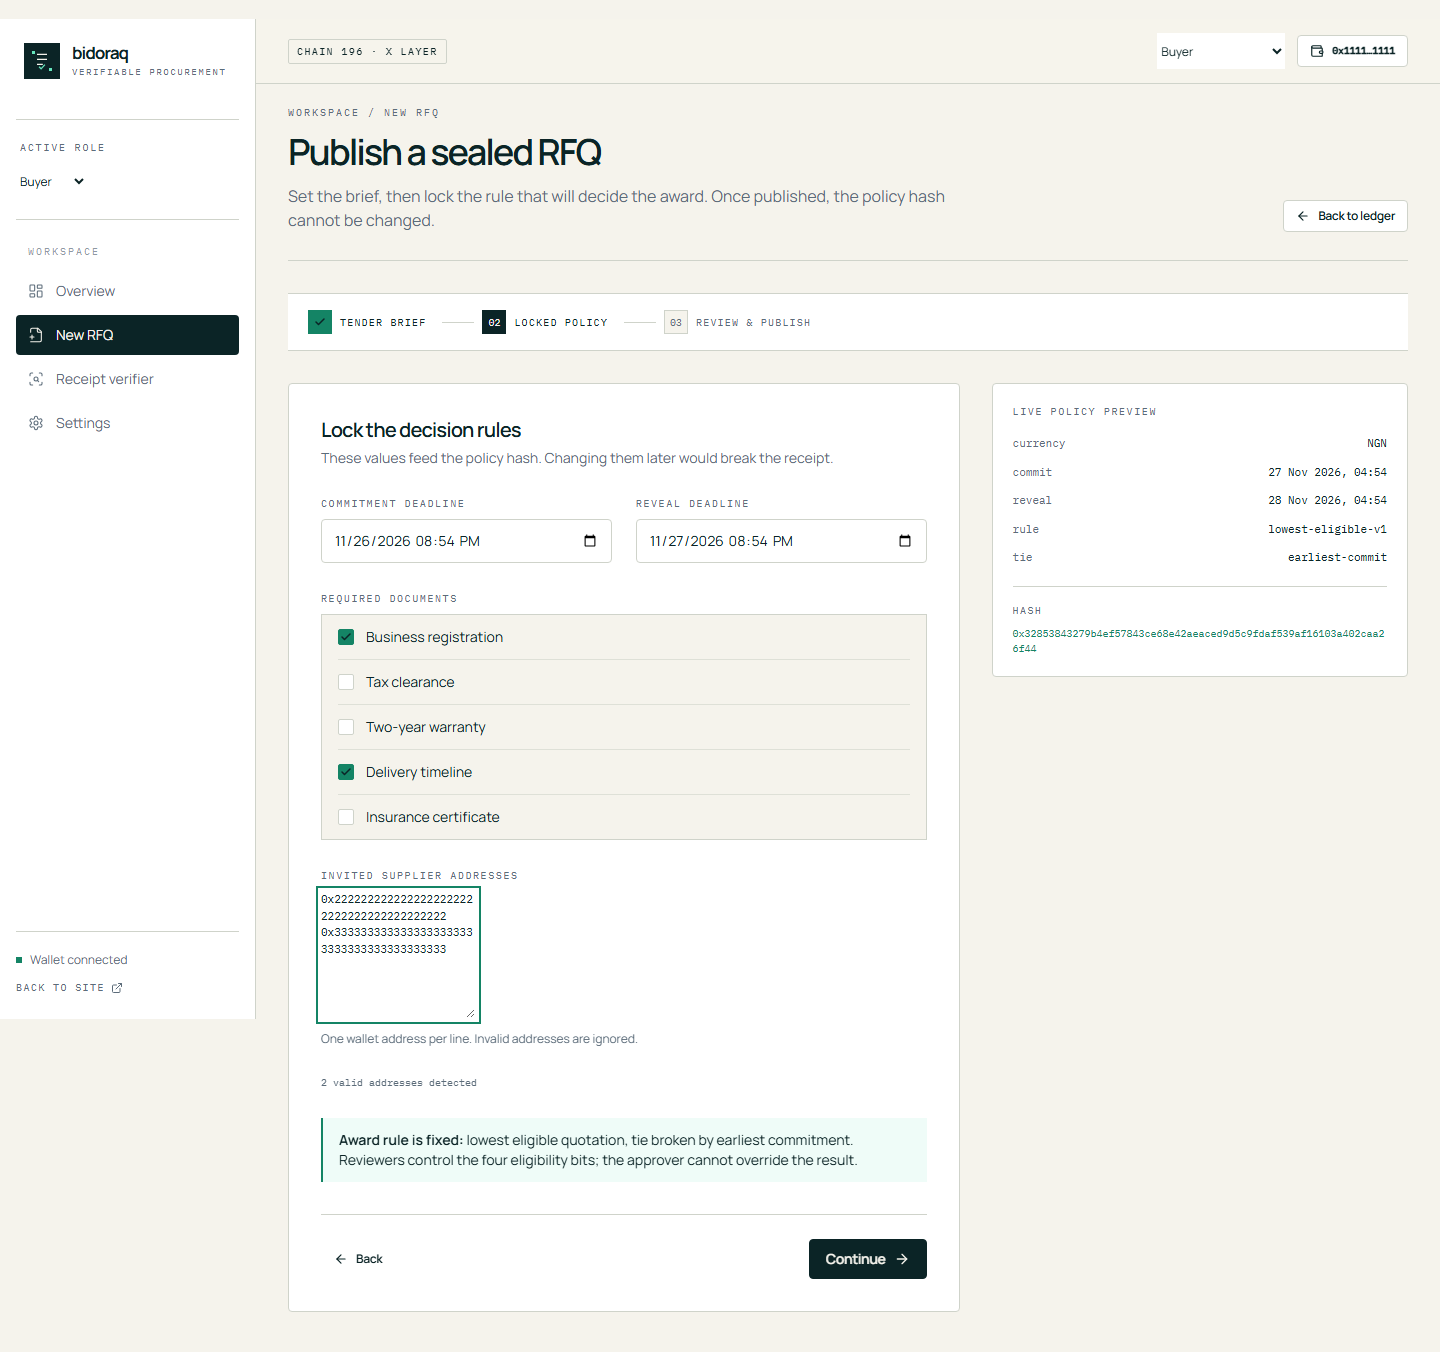 bidoraq
VERIFIABLE PROCUREMENT
ACTIVE ROLE
Buyer
WORKSPACE
Overview
New RFQ
Receipt verifier
Settings
Wallet connected
BACK TO SITE
CHAIN 196 · X LAYER
Buyer
0x1111…1111
WORKSPACE / NEW RFQ
Publish a sealed RFQ
Set the brief, then lock the rule that will decide the award. Once published, the policy hash
cannot be changed.
Back to ledger
TENDER BRIEF
02 LOCKED POLICY
03 REVIEW & PUBLISH
Lock the decision rules
These values feed the policy hash. Changing them later would break the receipt.
COMMITMENT DEADLINE
11/26/2026 08:54 PM
REVEAL DEADLINE
11/27/2026 08:54 PM
REQUIRED DOCUMENTS
Business registration
Tax clearance
Two-year warranty
Delivery timeline
Insurance certificate
INVITED SUPPLIER ADDRESSES
0x222222222222222222222
2222222222222222222
0x333333333333333333333
3333333333333333333
One wallet address per line. Invalid addresses are ignored.
2 valid addresses detected
Award rule is fixed: lowest eligible quotation, tie broken by earliest commitment.
Reviewers control the four eligibility bits; the approver cannot override the result.
Back
Continue
LIVE POLICY PREVIEW
currency NGN
commit 27 Nov 2026, 04:54
reveal 28 Nov 2026, 04:54
rule lowest-eligible-v1
tie earliest-commit
HASH
0x32853843279b4ef57843ce68e42aeaced9d5c9fdaf539af16103a402caa2
6f44